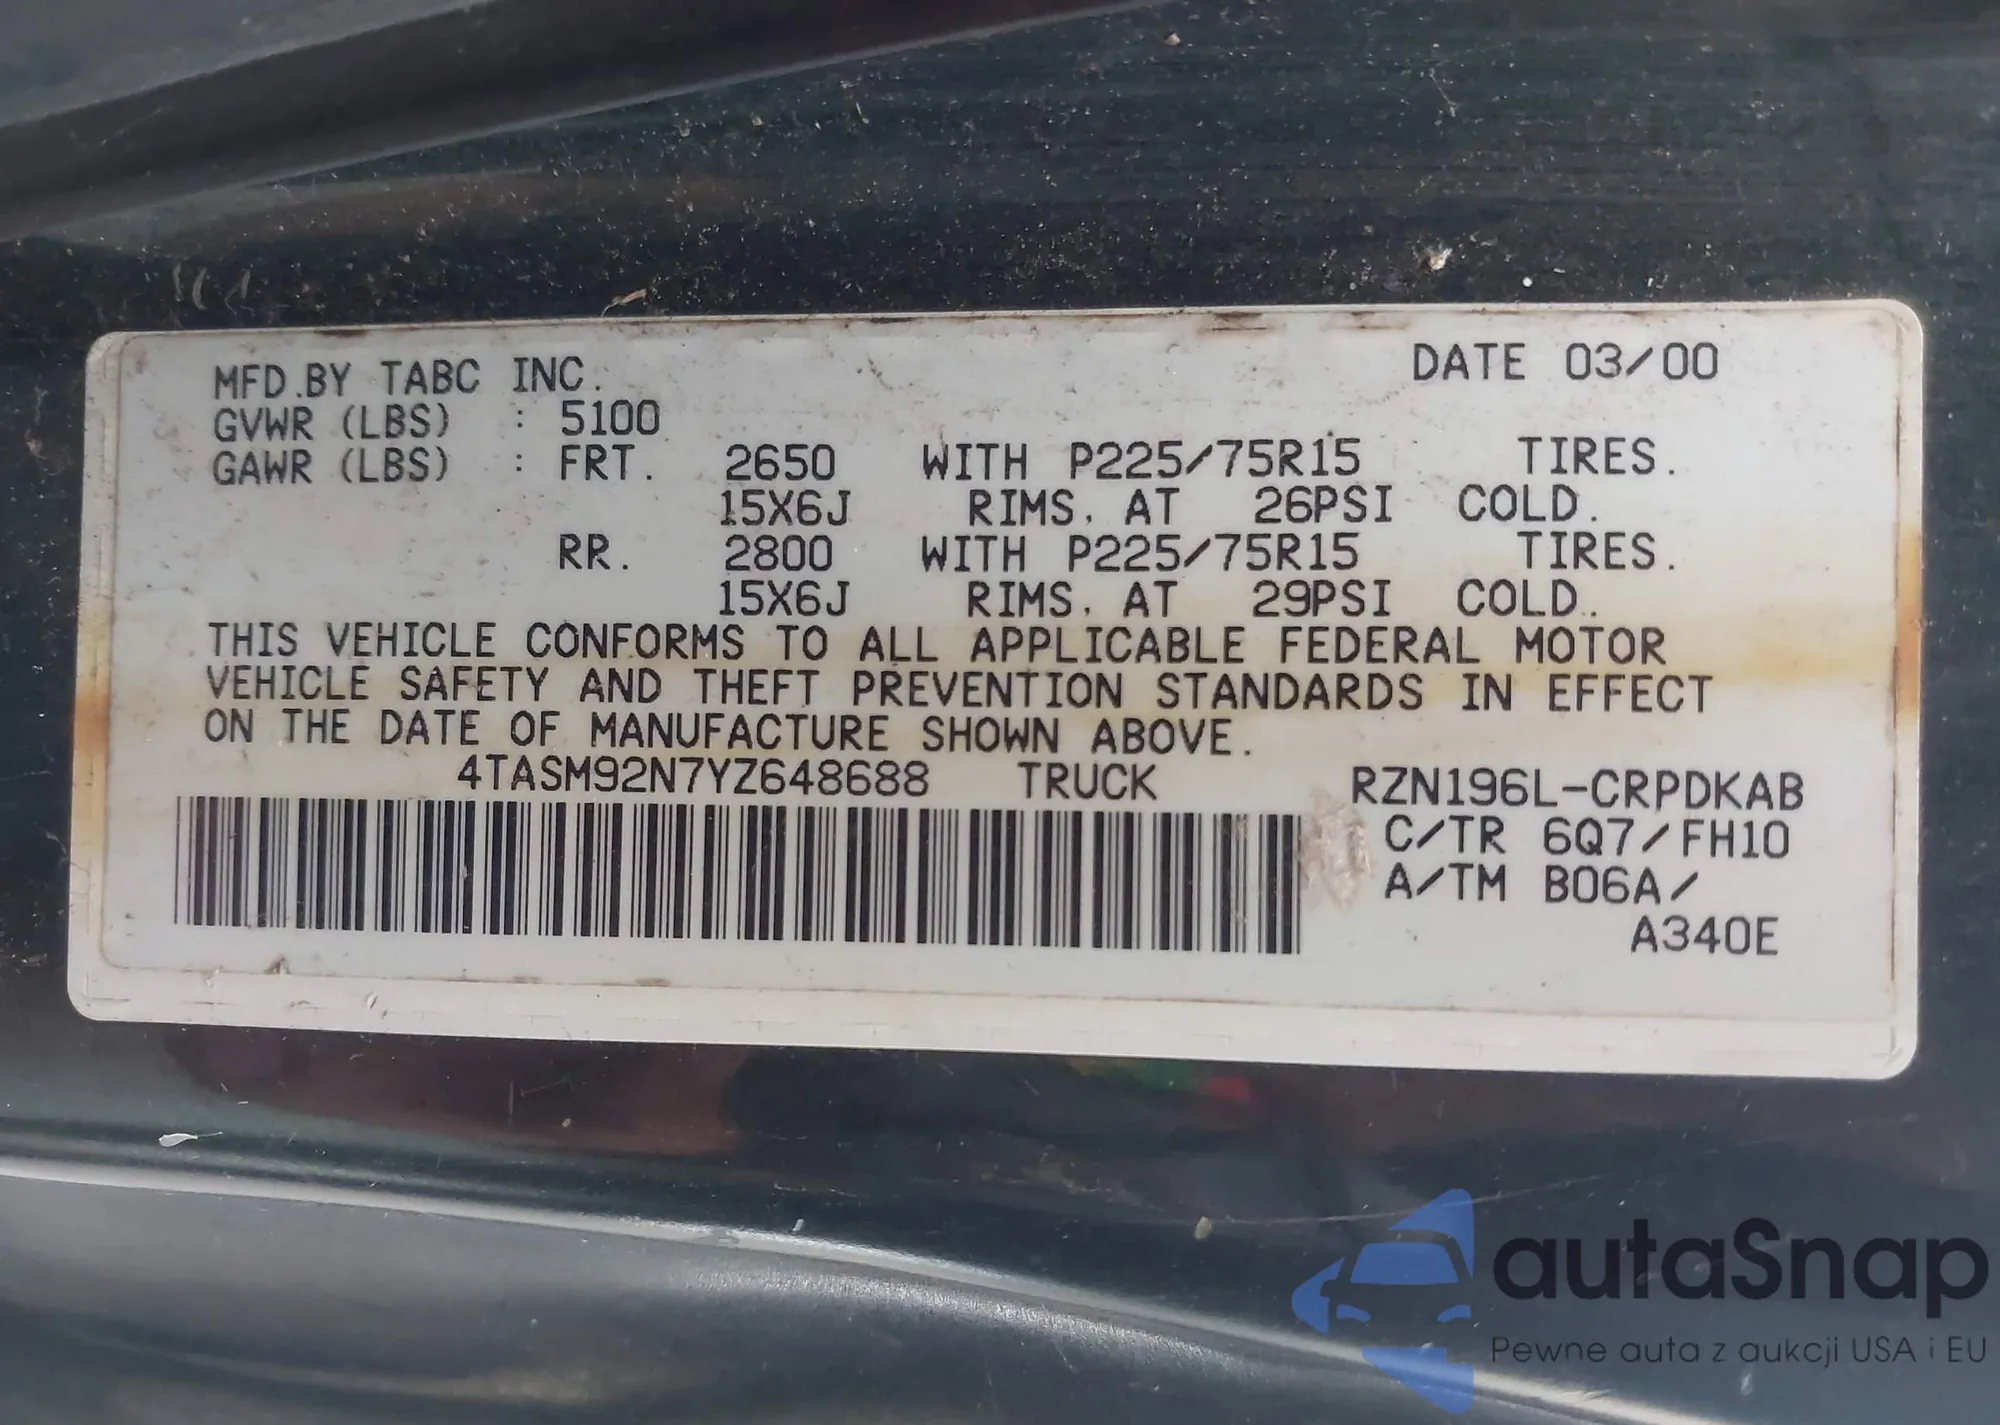 MFD.BY TABC INC. DATE 03/00
GVWR (LBS) : 5100
GAWR (LBS) : FRT. 2650 WITH P225/75R15 TIRES.
15X6J RIMS, AT 26PSI COLD.
RR. 2800 WITH P225/75R15 TIRES.
15X6J RIMS, AT 29PSI COLD.
THIS VEHICLE CONFORMS TO ALL APPLICABLE FEDERAL MOTOR
VEHICLE SAFETY AND THEFT PREVENTION STANDARDS IN EFFECT
ON THE DATE OF MANUFACTURE SHOWN ABOVE.
4TASM92N7YZ648688 TRUCK RZN196L-CRPDKAB
C/TR 6Q7/FH10
A/TM B06A/
A340E
autaSnap
Pewne auta z aukcji USA i EU